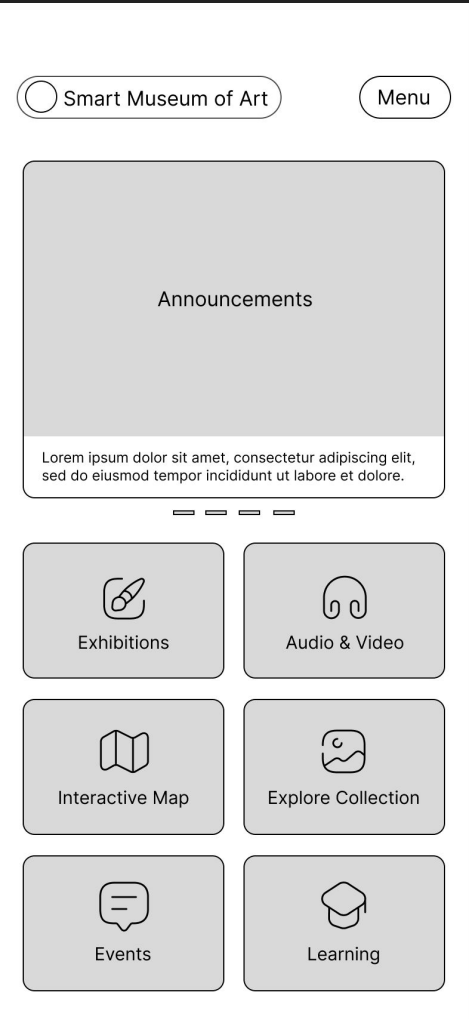 Smart Museum of Art
Menu
Announcements
Lorem ipsum dolor sit amet, consectetur adipiscing elit,
sed do eiusmod tempor incididunt ut labore et dolore.
Exhibitions
Audio & Video
Interactive Map
Explore Collection
Events
Learning